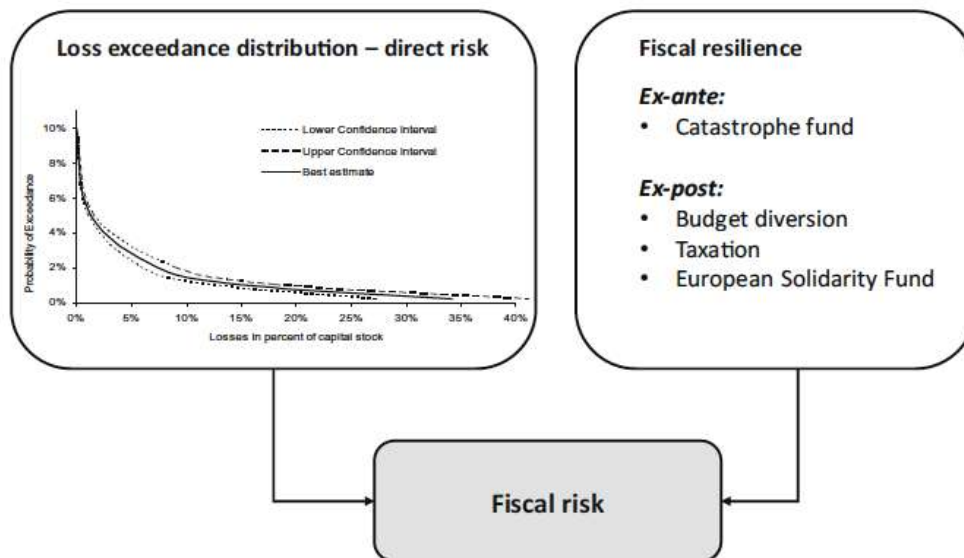 Loss exceedance distribution – direct risk
10%
8%
6%
4%
2%
0%
Probability of Exceedance
Lower Confidence Interval
Upper Confidence Interval
Best estimate
0% 5% 10% 15% 20% 25% 30% 35% 40%
Losses in percent of capital stock
Fiscal resilience
Ex-ante:
• Catastrophe fund
Ex-post:
• Budget diversion
• Taxation
• European Solidarity Fund
Fiscal risk